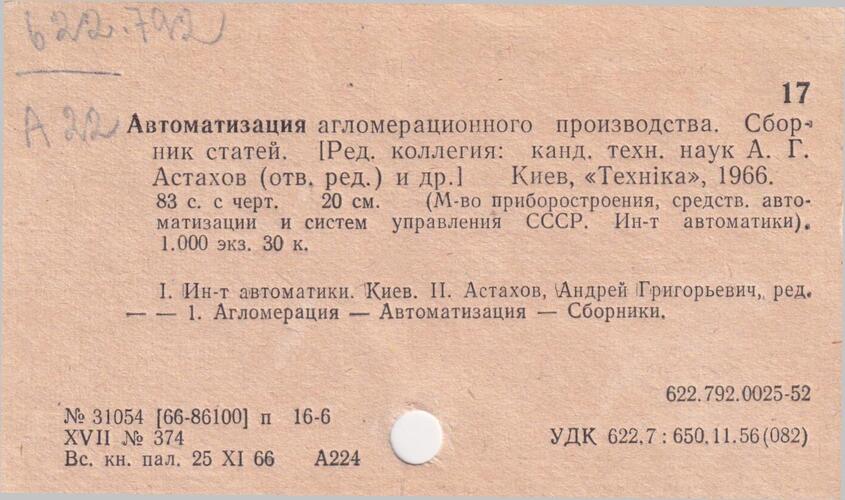 622.792
А 22
17
Автоматизация агломерационного производства. Сбор-
ник статей. [Ред. коллегия: канд. техн. наук А. Г.
Астахов (отв. ред.) и др.] Киев, «Технiка», 1966.
83 с. с черт. 20 см. (М-во приборостроения, средств. авто-
матизации и систем управления СССР. Ин-т автоматики).
1.000 экз. 30 к.
I. Ин-т автоматики. Киев. II. Астахов, Андрей Григорьевич, ред.
— — 1. Агломерация — Автоматизация — Сборники.
622.792.0025-52
№ 31054 [66-86100] п 16-6
XVII № 374
УДК 622.7 : 650.11.56 (082)
Вс. кн. пал. 25 XI 66 А224